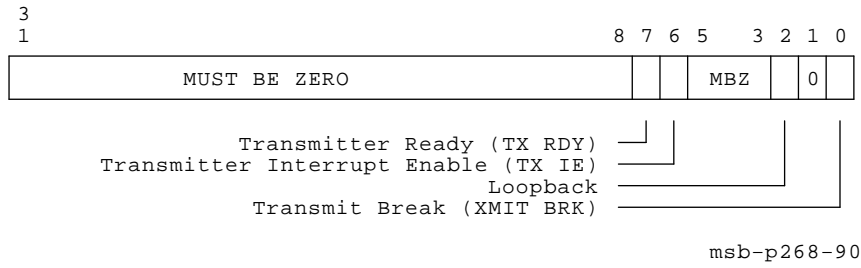 3
1 8 7 6 5 3 2 1 0
MUST BE ZERO MBZ 0
Transmitter Ready (TX RDY)
Transmitter Interrupt Enable (TX IE)
Loopback
Transmit Break (XMIT BRK)
msb-p268-90